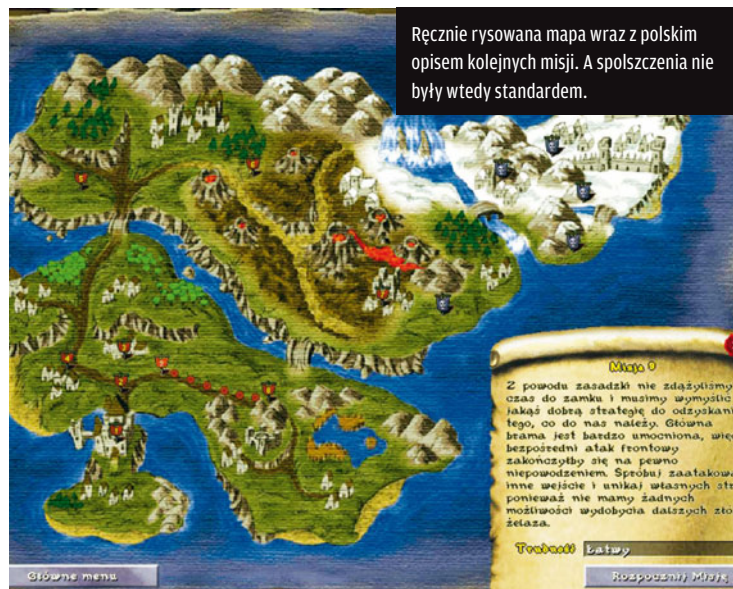 Ręcznie rysowana mapa wraz z polskim
opisem kolejnych misji. A spolszczenia nie
były wtedy standardem.
Misja 9
Z powodu zasadzki nie zdążyliśmy
czas do zamku i musimy wymyślić
jakąś dobrą strategię do odzyskani
tego, co do nas należy. Główna
brama jest bardzo umocniona, więc
bezpośredni atak frontowy
zakończyłby się na pewno
niepowodzeniem. Spróbuj zaatakowa
inne wejście i unikaj własnych str
ponieważ nie mamy żadnych
możliwości wydobycia dalszych zło
żelaza.
Trudność łatwy
Główne menu
Rozpocznij Misję